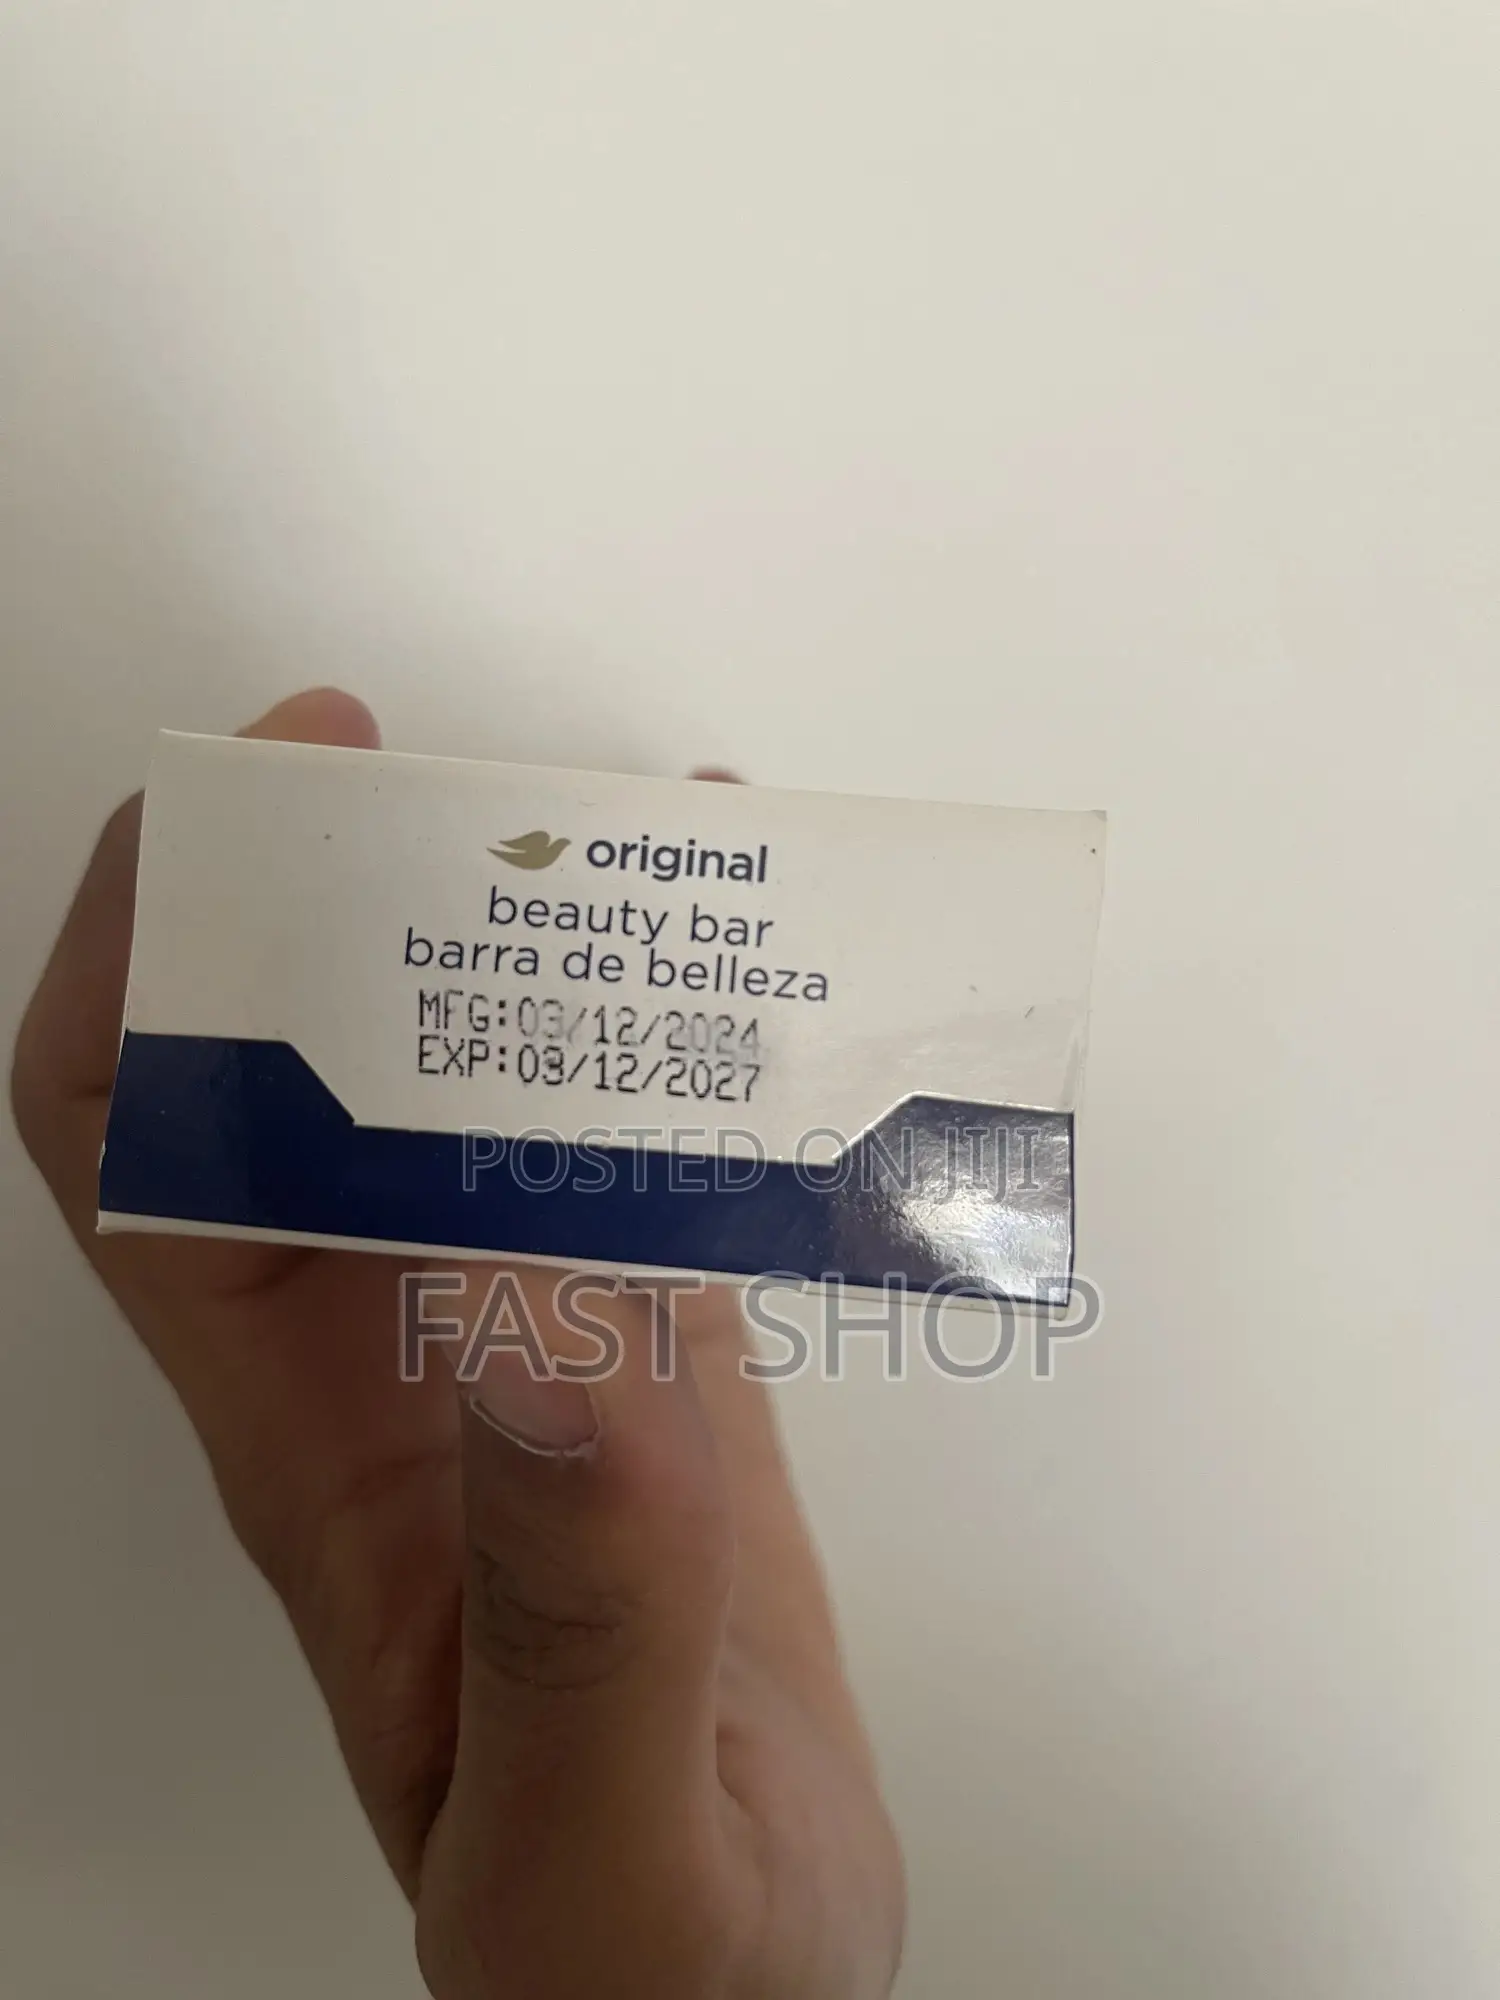 original
beauty bar
barra de belleza
MFG:03/12/2024
EXP:03/12/2027
POSTED ON JIJI
FAST SHOP